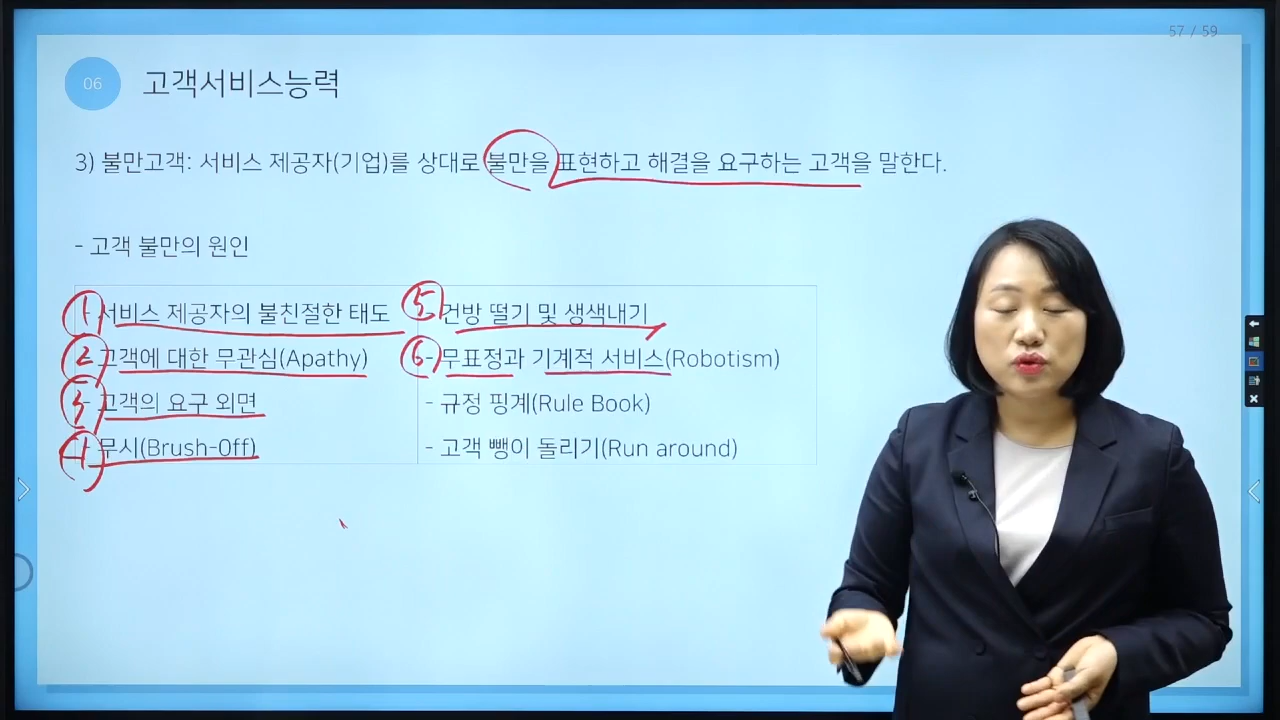 57 / 59
06 고객서비스능력
3) 불만고객: 서비스 제공자(기업)를 상대로 불만을 표현하고 해결을 요구하는 고객을 말한다.
- 고객 불만의 원인
① - 서비스 제공자의 불친절한 태도
② - 고객에 대한 무관심(Apathy)
③ - 고객의 요구 외면
④ - 무시(Brush-Off)
⑤ - 건방 떨기 및 생색내기
⑥ - 무표정과 기계적 서비스(Robotism)
- 규정 핑계(Rule Book)
- 고객 뺑이 돌리기(Run around)